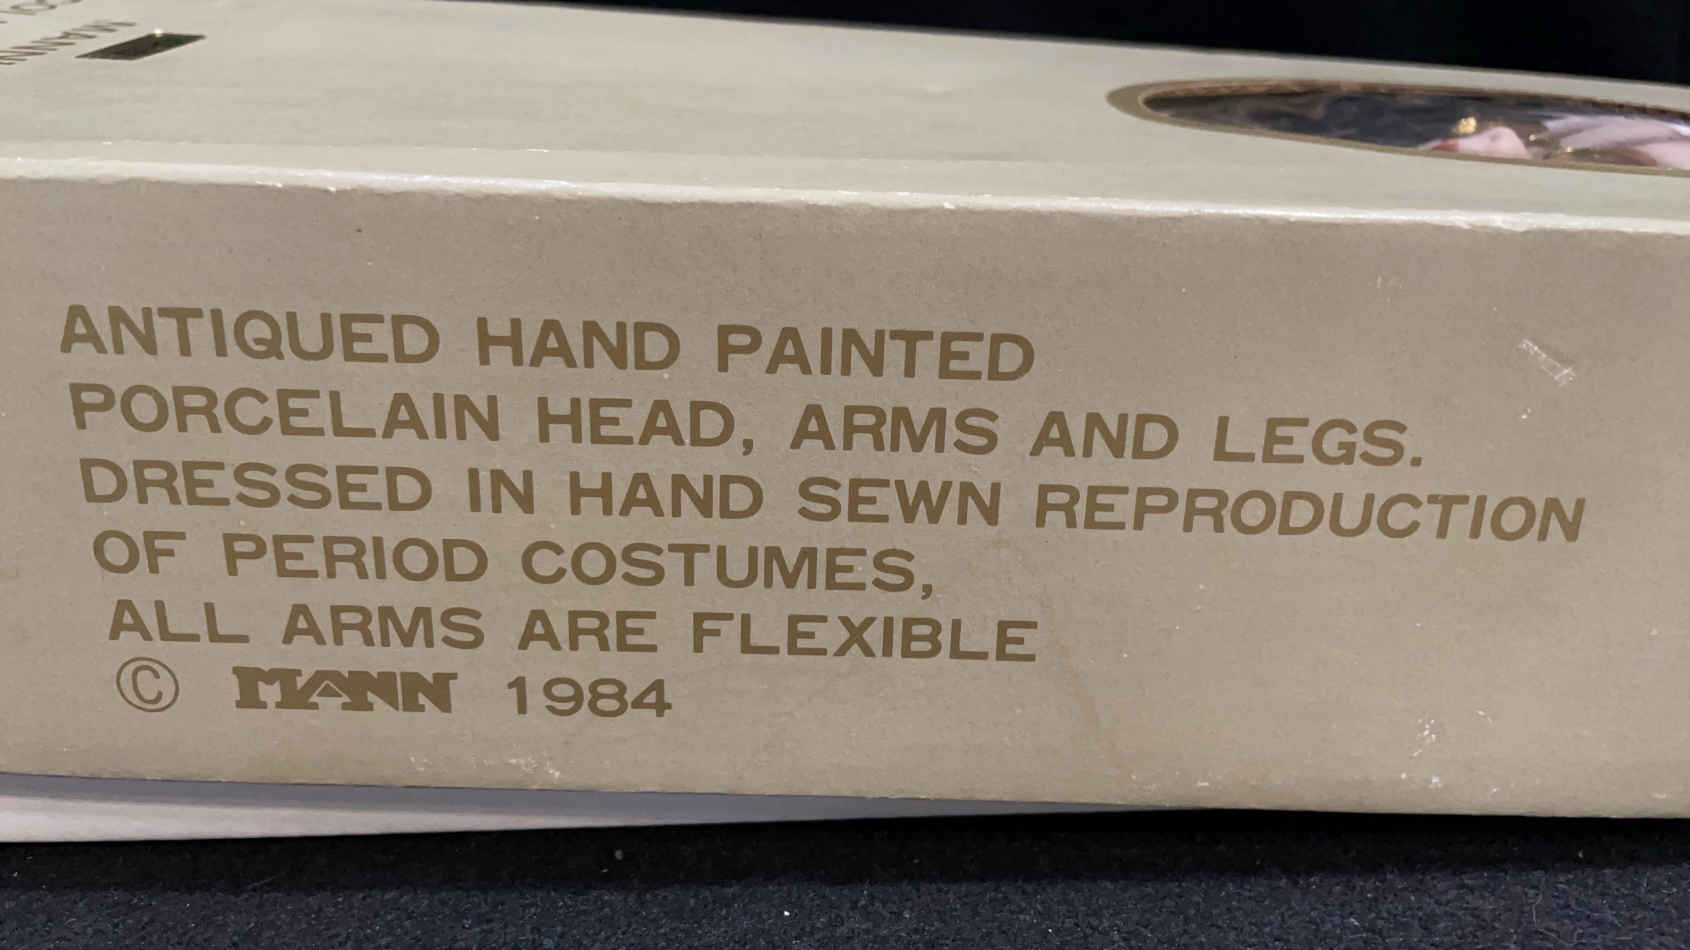 ANTIQUED HAND PAINTED
PORCELAIN HEAD, ARMS AND LEGS.
DRESSED IN HAND SEWN REPRODUCTION
OF PERIOD COSTUMES,
ALL ARMS ARE FLEXIBLE
© MANN 1984